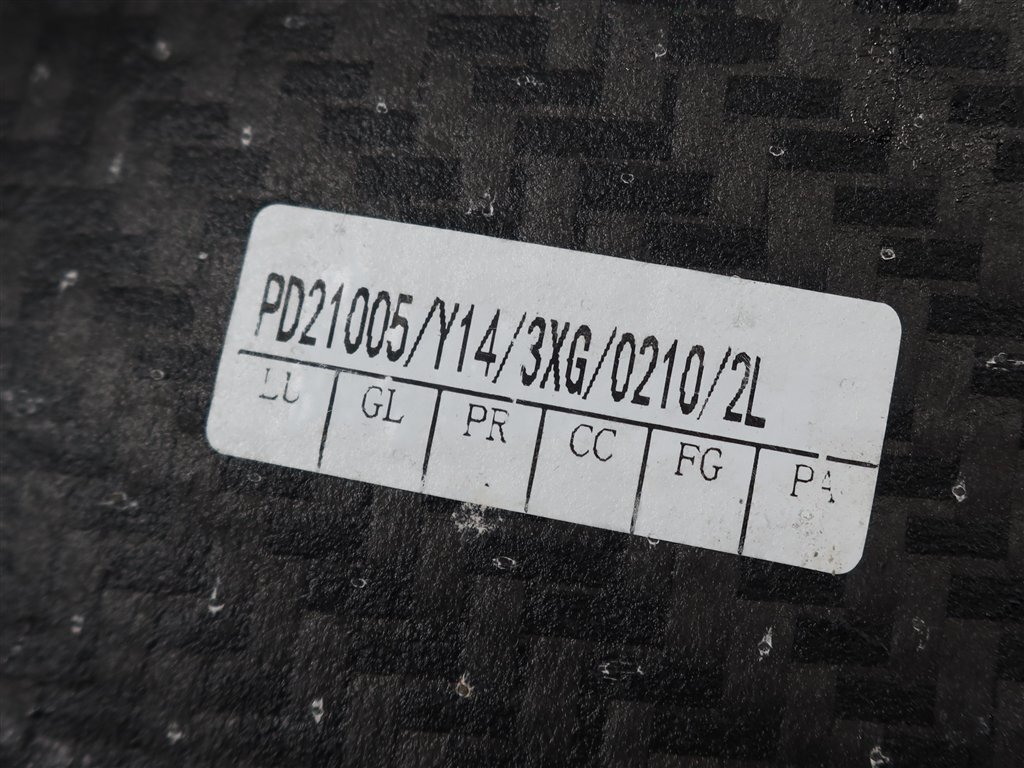 PD21005/Y14/3XG/0210/2L
LU GL PR CC FG PA